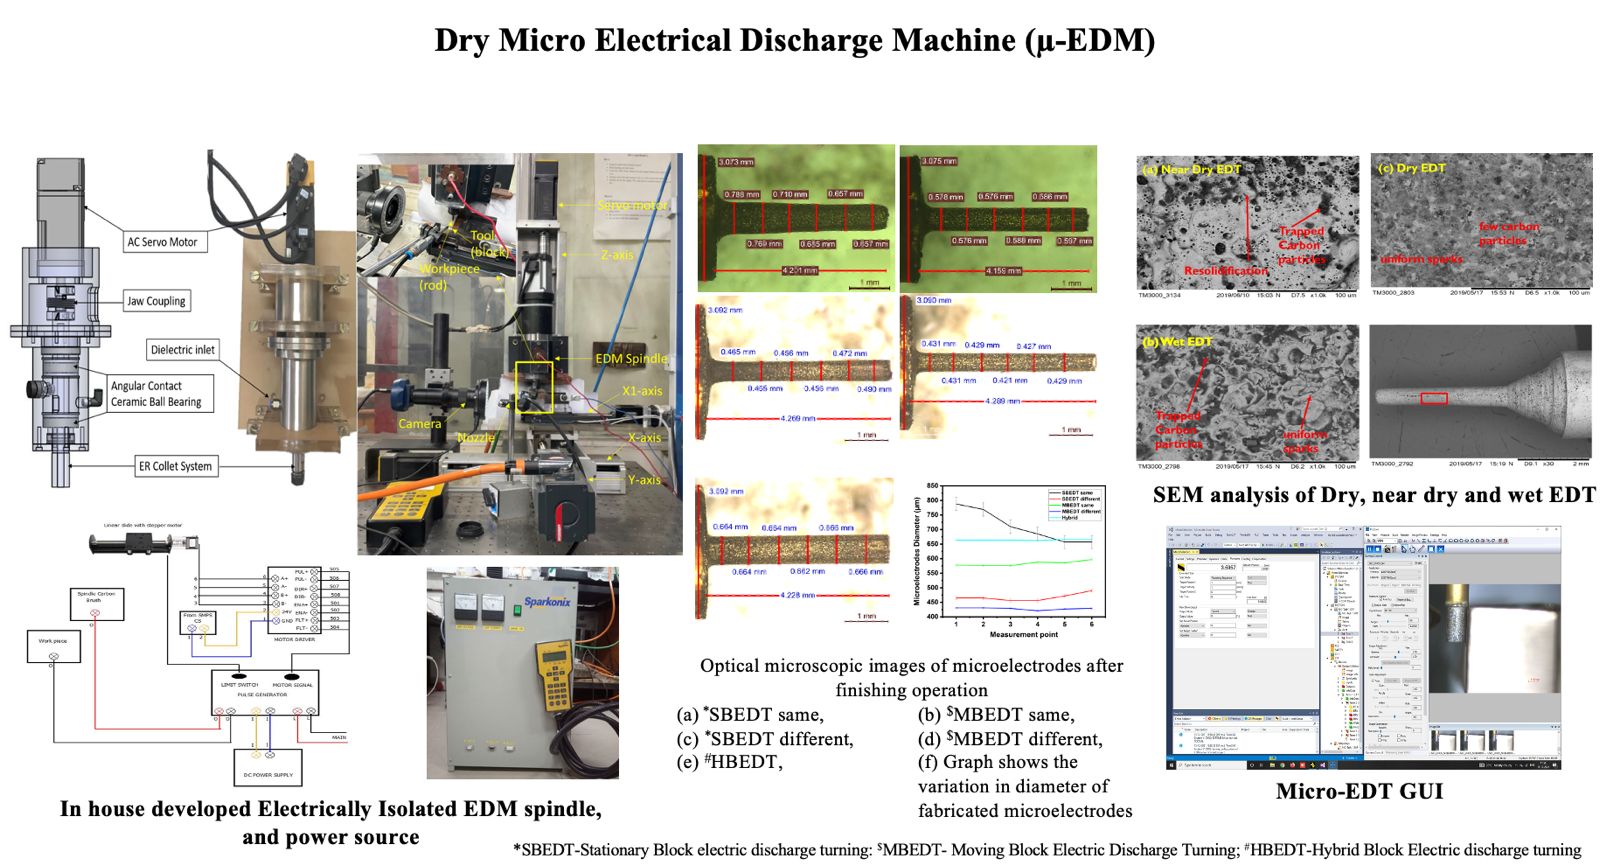 Dry Micro Electrical Discharge Machine (µ-EDM)
AC Servo Motor
Jaw Coupling
Dielectric inlet
Angular Contact
Ceramic Ball Bearing
ER Collet System
Servo motor
Tool
(block)
Z-axis
Workpiece
(rod)
EDM Spindle
X1-axis
Camera
Nozzle
X-axis
Y-axis
3.073 mm
0.788 mm 0.710 mm 0.657 mm
0.769 mm 0.685 mm 0.657 mm
4.201 mm
1 mm
3.075 mm
0.578 mm 0.576 mm 0.586 mm
0.576 mm 0.588 mm 0.597 mm
4.159 mm
1 mm
3.092 mm
0.465 mm 0.456 mm 0.472 mm
0.465 mm 0.456 mm 0.490 mm
4.269 mm
1 mm
3.090 mm
0.431 mm 0.429 mm 0.427 mm
0.431 mm 0.421 mm 0.429 mm
4.289 mm
1 mm
3.092 mm
0.664 mm 0.664 mm 0.666 mm
0.664 mm 0.662 mm 0.666 mm
4.228 mm
1 mm
Microelectrodes Diameter (µm)
850
800
750
700
650
600
550
500
450
400
1 2 3 4 5 6
Measurement point
SBEDT same
SBEDT different
MBEDT same
MBEDT different
Hybrid
(a) Near Dry EDT
Trapped
Carbon
particles
Resolidification
TM3000_3134 2019/06/10 15:03 N D7.5 x1.0k 100 um
(c) Dry EDT
few carbon
particles
uniform sparks
TM3000_2803 2019/05/17 15:53 N D6.5 x1.0k 100 um
(b) Wet EDT
Trapped
Carbon
particles
uniform
sparks
TM3000_2798 2019/05/17 15:45 N D6.2 x1.0k 100 um
TM3000_2792 2019/05/17 15:19 N D9.1 x30 2 mm
SEM analysis of Dry, near dry and wet EDT
Linear slide with stepper motor
Spindle Carbon
Brush
Work piece
From SMPS
CS
A+
A-
B+
B-
24V
GND
PUL+
PUL-
DIR+
DIR-
ENA+
ENA-
FLT+
FLT-
MOTOR DRIVER
LIMIT SWITCH MOTOR SIGNAL
PULSE GENERATOR
MAIN
DC POWER SUPPLY
Sparkonix
In house developed Electrically Isolated EDM spindle,
and power source
Optical microscopic images of microelectrodes after
finishing operation
(a) *SBEDT same, (b) $MBEDT same,
(c) *SBEDT different, (d) $MBEDT different,
(e) #HBEDT, (f) Graph shows the
variation in diameter of
fabricated microelectrodes
Micro-EDT GUI
*SBEDT-Stationary Block electric discharge turning: $MBEDT- Moving Block Electric Discharge Turning; #HBEDT-Hybrid Block Electric discharge turning